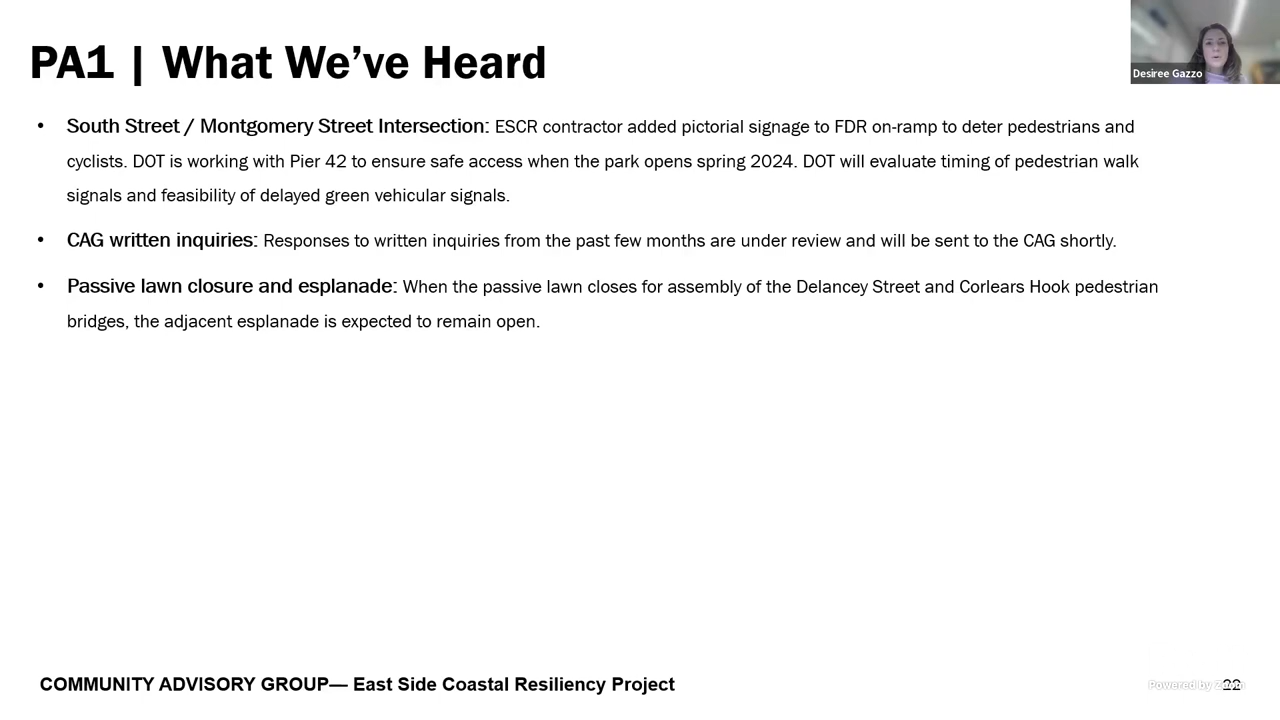 PA1 | What We've Heard
Desiree Gazzo
• South Street / Montgomery Street Intersection: ESCR contractor added pictorial signage to FDR on-ramp to deter pedestrians and
cyclists. DOT is working with Pier 42 to ensure safe access when the park opens spring 2024. DOT will evaluate timing of pedestrian walk
signals and feasibility of delayed green vehicular signals.
• CAG written inquiries: Responses to written inquiries from the past few months are under review and will be sent to the CAG shortly.
• Passive lawn closure and esplanade: When the passive lawn closes for assembly of the Delancey Street and Corlears Hook pedestrian
bridges, the adjacent esplanade is expected to remain open.
COMMUNITY ADVISORY GROUP— East Side Coastal Resiliency Project
Powered by Zoom
22